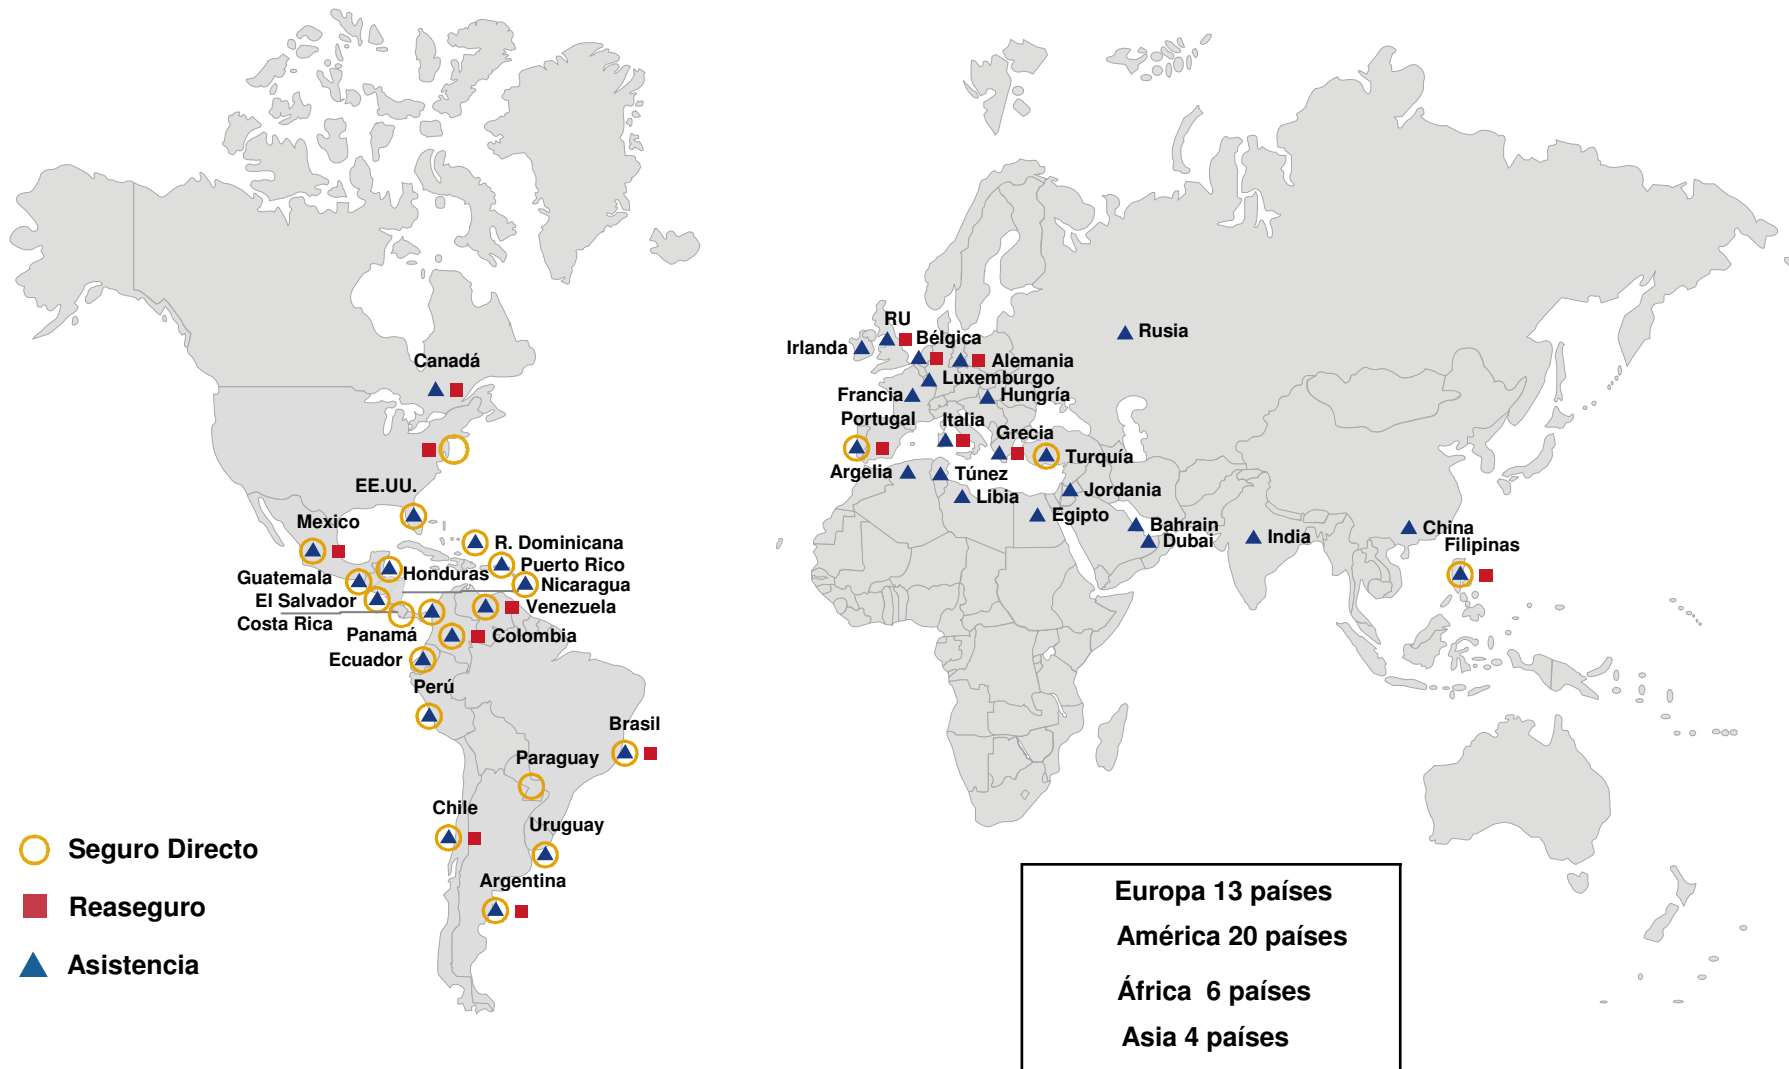 RU
Rusia
Bélgica
Irlanda
Canadá
Alemania
Luxemburgo
Francia
Hungría
Portugal
Italia
Grecia
Turquía
Argelia
Túnez
EE.UU.
Jordania
Libia
Mexico
Egipto
Bahrain
China
R. Dominicana
India
Dubai
Filipinas
Puerto Rico
Honduras
Guatemala
Nicaragua
El Salvador
Venezuela
Costa Rica
Panamá
Colombia
Ecuador
Perú
Brasil
Paraguay
Chile
Uruguay
Argentina
Seguro Directo
Reaseguro
Asistencia
Europa 13 países
América 20 países
África 6 países
Asia 4 países